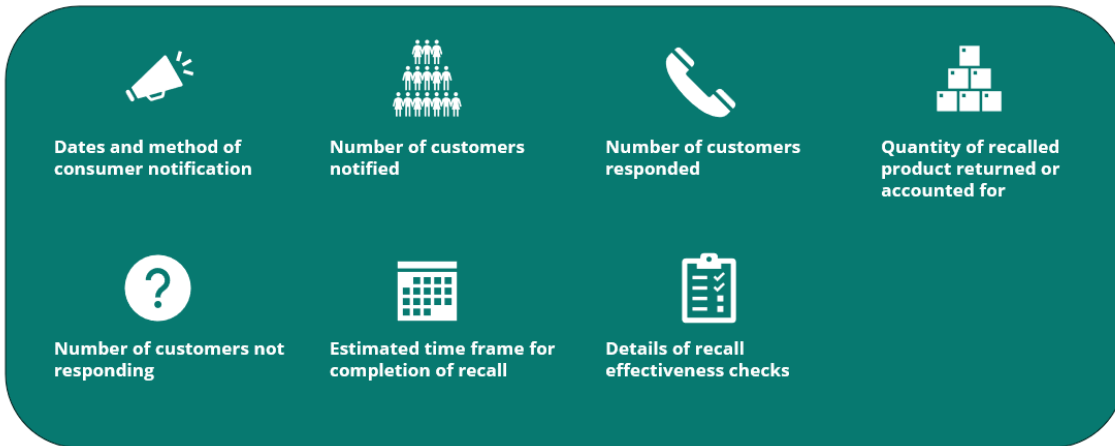 Dates and method of
consumer notification
Number of customers
notified
Number of customers
responded
Quantity of recalled
product returned or
accounted for
?
Number of customers not
responding
Estimated time frame for
completion of recall
Details of recall
effectiveness checks